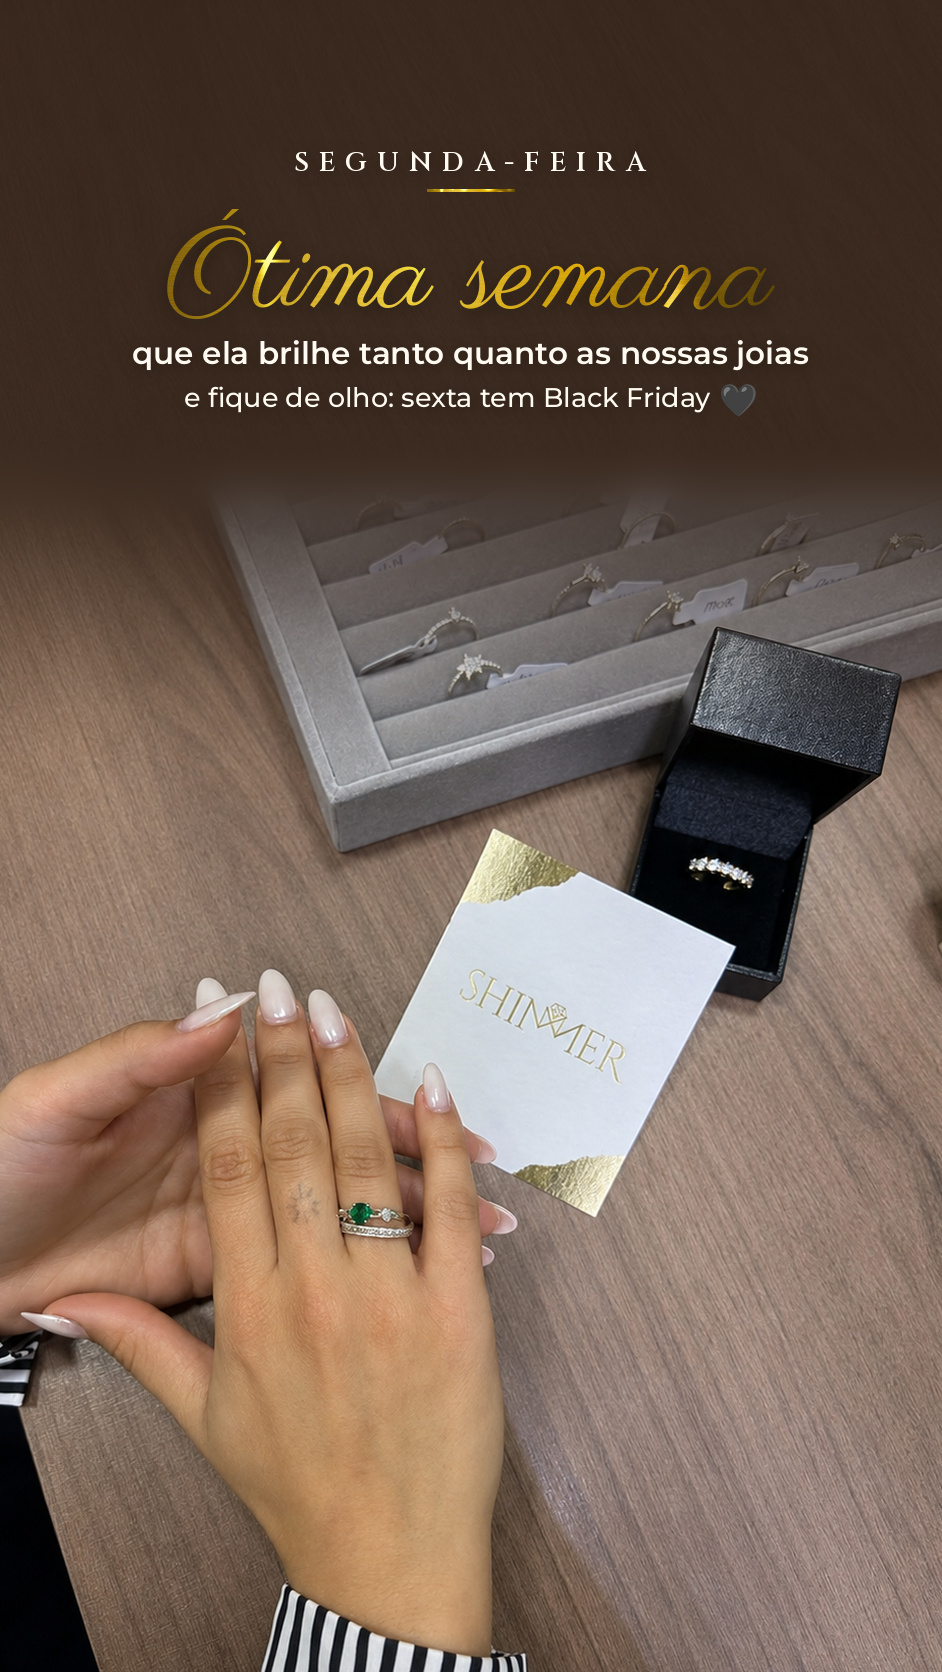 SEGUNDA-FEIRA
Ótima semana
que ela brilhe tanto quanto as nossas joias
e fique de olho: sexta tem Black Friday 🖤
SHIMMER